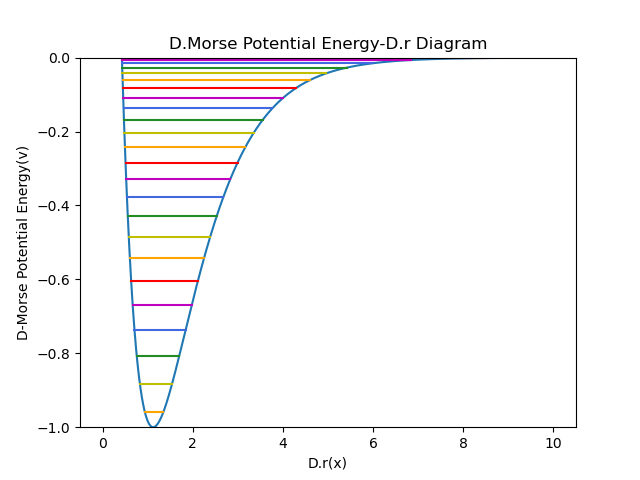 D.Morse Potential Energy-D.r Diagram
0.0
−0.2
−0.4
−0.6
−0.8
−1.0
D-Morse Potential Energy(v)
0 2 4 6 8 10
D.r(x)